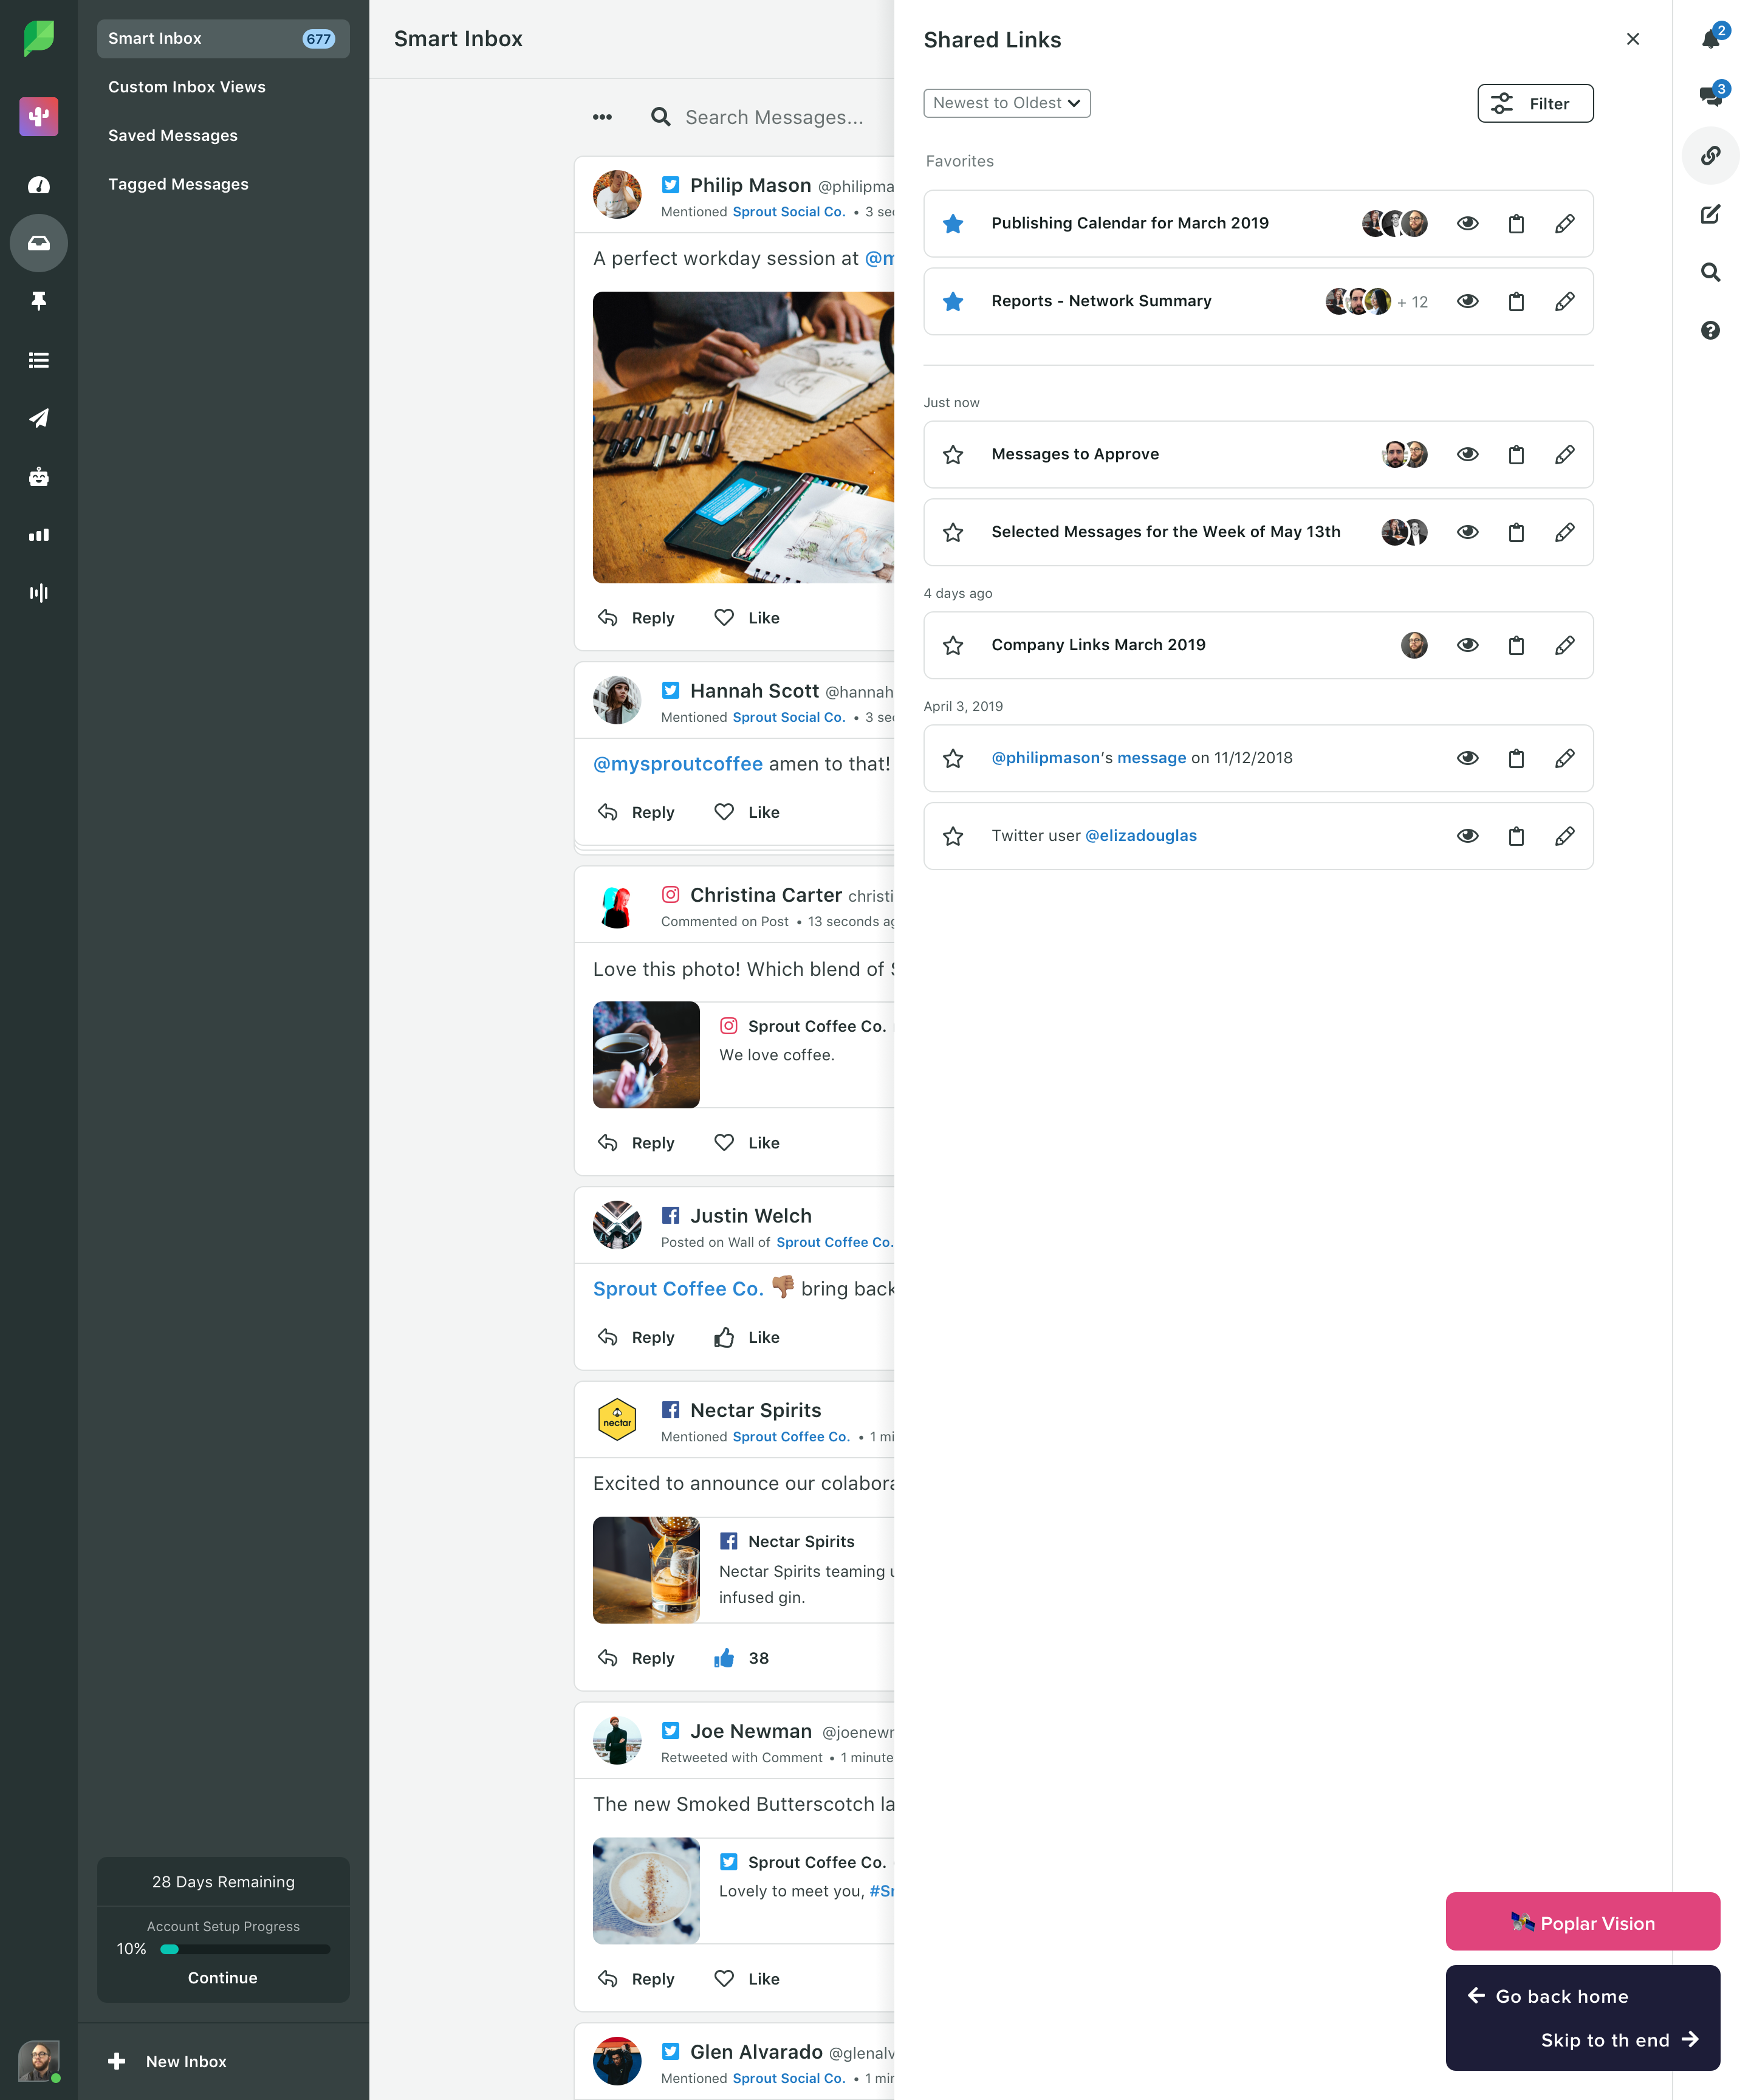 Smart Inbox
677
Custom Inbox Views
Saved Messages
Tagged Messages
28 Days Remaining
Account Setup Progress
10%
Continue
New Inbox
Smart Inbox
Search Messages...
Philip Mason @philipma
Mentioned Sprout Social Co. • 3 sec
A perfect workday session at @m
Reply Like
Hannah Scott @hannah
Mentioned Sprout Social Co. • 3 sec
@mysproutcoffee amen to that!
Reply Like
Christina Carter christi
Commented on Post • 13 seconds ag
Love this photo! Which blend of S
Sprout Coffee Co.
We love coffee.
Reply Like
Justin Welch
Posted on Wall of Sprout Coffee Co.
Sprout Coffee Co. 👎🏽 bring back
Reply Like
nectar
Nectar Spirits
Mentioned Sprout Coffee Co. • 1 mi
Excited to announce our colabora
Nectar Spirits
Nectar Spirits teaming u
infused gin.
Reply 38
Joe Newman @joenewm
Retweeted with Comment • 1 minute
The new Smoked Butterscotch la
Sprout Coffee Co.
Lovely to meet you, #Sm
Reply Like
Glen Alvarado @glenalv
Mentioned Sprout Social Co. • 1 min
Shared Links
Newest to Oldest
Filter
Favorites
Publishing Calendar for March 2019
Reports - Network Summary + 12
Just now
Messages to Approve
Selected Messages for the Week of May 13th
4 days ago
Company Links March 2019
April 3, 2019
@philipmason's message on 11/12/2018
Twitter user @elizadouglas
2
3
🛰 Poplar Vision
← Go back home
Skip to th end →